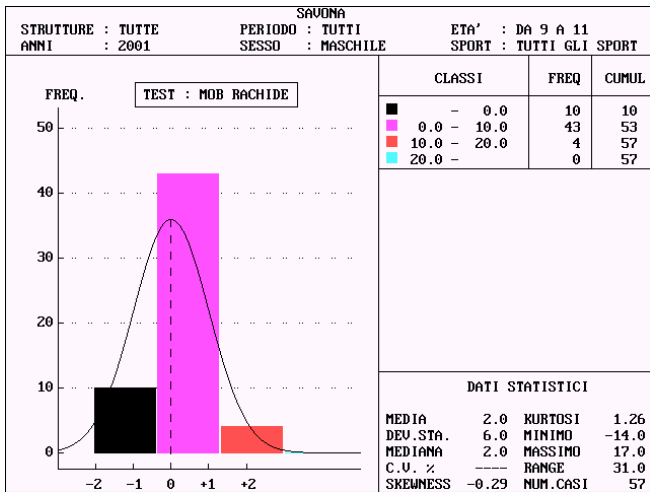 SAVONA
STRUTTURE : TUTTE PERIODO : TUTTI ETA' : DA 9 A 11
ANNI : 2001 SESSO : MASCHILE SPORT : TUTTI GLI SPORT
FREQ.
TEST : MOB RACHIDE
50
40
30
20
10
0
-2 -1 0 +1 +2
CLASSI FREQ CUMUL
- 0.0 10 10
0.0 - 10.0 43 53
10.0 - 20.0 4 57
20.0 - 0 57
DATI STATISTICI
MEDIA 2.0 KURTOSI 1.26
DEV.STA. 6.0 MINIMO -14.0
MEDIANA 2.0 MASSIMO 17.0
C.V. % ---- RANGE 31.0
SKEWNESS -0.29 NUM.CASI 57